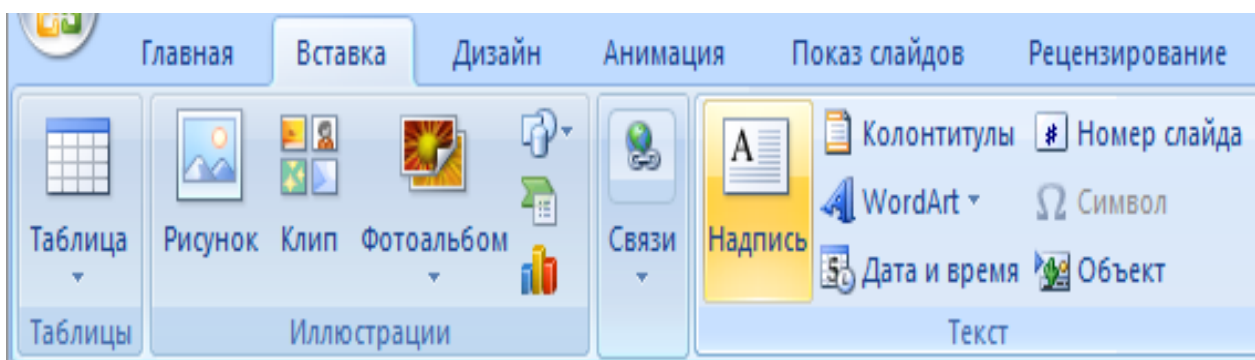 Главная Вставка Дизайн Анимация Показ слайдов Рецензирование
Таблица Рисунок Клип Фотоальбом Связи Надпись
Колонтитулы # Номер слайда
WordArt Ω Символ
Дата и время Объект
Таблицы Иллюстрации Текст